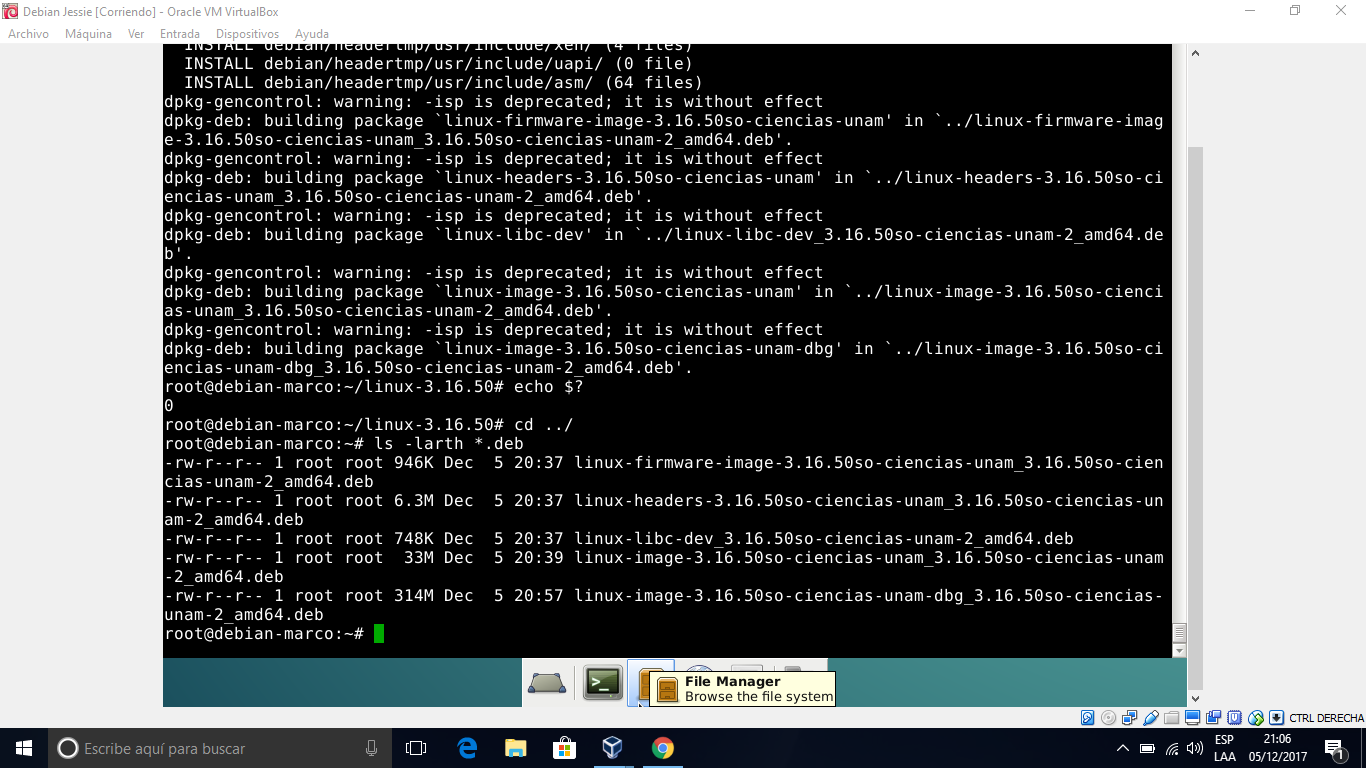 Debian Jessie [Corriendo] - Oracle VM VirtualBox
Archivo Máquina Ver Entrada Dispositivos Ayuda
INSTALL debian/headertmp/usr/include/xen/ (4 files)
INSTALL debian/headertmp/usr/include/uapi/ (0 file)
INSTALL debian/headertmp/usr/include/asm/ (64 files)
dpkg-gencontrol: warning: -isp is deprecated; it is without effect
dpkg-deb: building package `linux-firmware-image-3.16.50so-ciencias-unam' in `../linux-firmware-imag
e-3.16.50so-ciencias-unam_3.16.50so-ciencias-unam-2_amd64.deb'.
dpkg-gencontrol: warning: -isp is deprecated; it is without effect
dpkg-deb: building package `linux-headers-3.16.50so-ciencias-unam' in `../linux-headers-3.16.50so-ci
encias-unam_3.16.50so-ciencias-unam-2_amd64.deb'.
dpkg-gencontrol: warning: -isp is deprecated; it is without effect
dpkg-deb: building package `linux-libc-dev' in `../linux-libc-dev_3.16.50so-ciencias-unam-2_amd64.de
b'.
dpkg-gencontrol: warning: -isp is deprecated; it is without effect
dpkg-deb: building package `linux-image-3.16.50so-ciencias-unam' in `../linux-image-3.16.50so-cienci
as-unam_3.16.50so-ciencias-unam-2_amd64.deb'.
dpkg-gencontrol: warning: -isp is deprecated; it is without effect
dpkg-deb: building package `linux-image-3.16.50so-ciencias-unam-dbg' in `../linux-image-3.16.50so-ci
encias-unam-dbg_3.16.50so-ciencias-unam-2_amd64.deb'.
root@debian-marco:~/linux-3.16.50# echo $?
0
root@debian-marco:~/linux-3.16.50# cd ../
root@debian-marco:~# ls -larth *.deb
-rw-r--r-- 1 root root 946K Dec  5 20:37 linux-firmware-image-3.16.50so-ciencias-unam_3.16.50so-cien
cias-unam-2_amd64.deb
-rw-r--r-- 1 root root 6.3M Dec  5 20:37 linux-headers-3.16.50so-ciencias-unam_3.16.50so-ciencias-un
am-2_amd64.deb
-rw-r--r-- 1 root root 748K Dec  5 20:37 linux-libc-dev_3.16.50so-ciencias-unam-2_amd64.deb
-rw-r--r-- 1 root root  33M Dec  5 20:39 linux-image-3.16.50so-ciencias-unam_3.16.50so-ciencias-unam
-2_amd64.deb
-rw-r--r-- 1 root root 314M Dec  5 20:57 linux-image-3.16.50so-ciencias-unam-dbg_3.16.50so-ciencias-
unam-2_amd64.deb
root@debian-marco:~#
File Manager
Browse the file system
CTRL DERECHA
Escribe aquí para buscar
ESP
LAA
21:06
05/12/2017
1